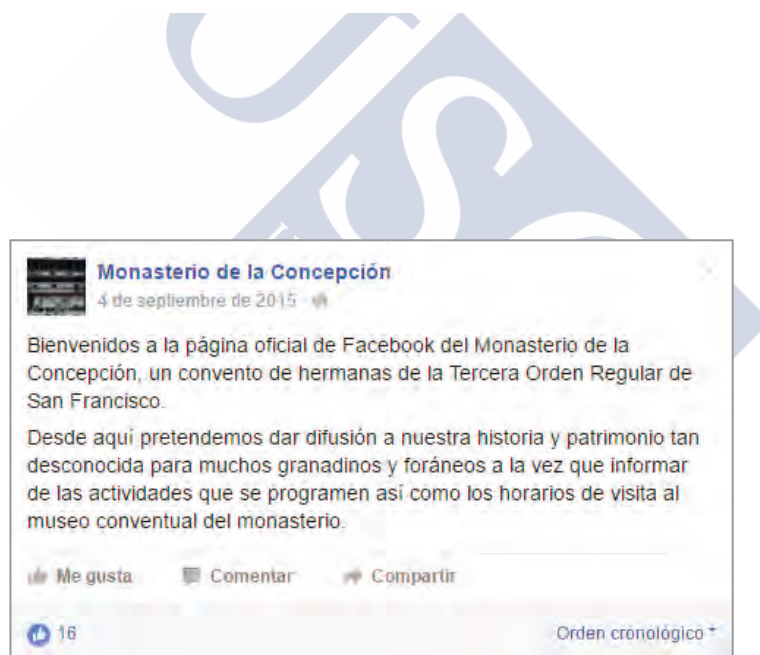 Monasterio de la Concepción
4 de septiembre de 2015
Bienvenidos a la página oficial de Facebook del Monasterio de la
Concepción, un convento de hermanas de la Tercera Orden Regular de
San Francisco.
Desde aquí pretendemos dar difusión a nuestra historia y patrimonio tan
desconocida para muchos granadinos y foráneos a la vez que informar
de las actividades que se programen así como los horarios de visita al
museo conventual del monasterio.
Me gusta Comentar Compartir
16 Orden cronológico